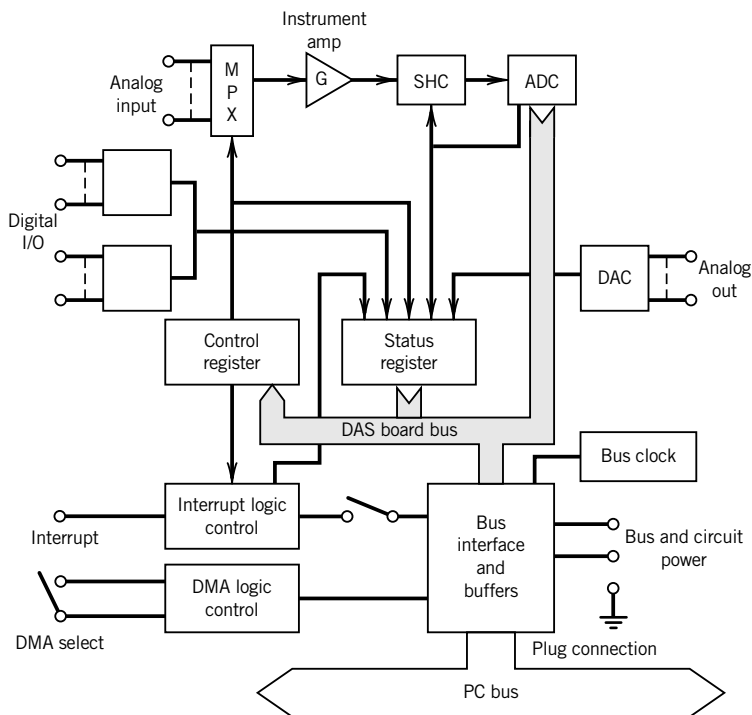 Instrument
amp
Analog
input
M
P
X
G
SHC
ADC
Digital
I/O
DAC
Analog
out
Control
register
Status
register
DAS board bus
Bus clock
Interrupt
Interrupt logic
control
Bus
interface
and
buffers
Bus and circuit
power
DMA select
DMA logic
control
Plug connection
PC bus